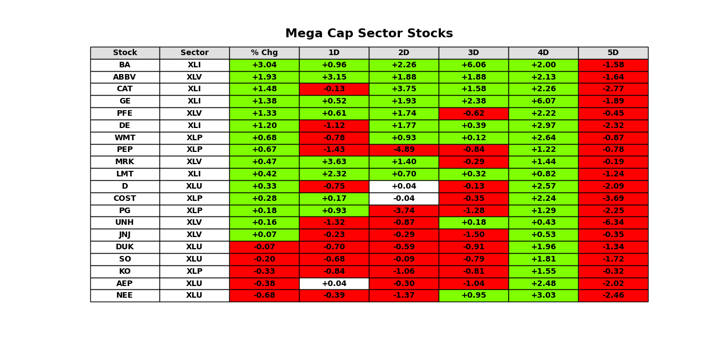 Mega Cap Sector Stocks
Stock Sector % Chg 1D 2D 3D 4D 5D
BA XLI +3.04 +0.96 +2.26 +6.06 +2.00 -1.58
ABBV XLV +1.93 +3.15 +1.88 +1.88 +2.13 -1.64
CAT XLI +1.48 -0.13 +3.75 +1.58 +2.26 -2.77
GE XLI +1.38 +0.52 +1.93 +2.38 +6.07 -1.89
PFE XLV +1.33 +0.61 +1.74 -0.62 +2.22 -0.45
DE XLI +1.20 -1.12 +1.77 +0.39 +2.97 -2.32
WMT XLP +0.68 -0.78 +0.93 +0.12 +2.64 -0.87
PEP XLP +0.67 -1.43 -4.89 -0.84 +1.22 -0.78
MRK XLV +0.47 +3.63 +1.40 -0.29 +1.44 -0.19
LMT XLI +0.42 +2.32 +0.70 +0.32 +0.82 -1.24
D XLU +0.33 -0.75 +0.04 -0.13 +2.57 -2.09
COST XLP +0.28 +0.17 -0.04 -0.35 +2.24 -3.69
PG XLP +0.18 +0.93 -3.74 -1.28 +1.29 -2.25
UNH XLV +0.16 -1.32 -0.87 +0.18 +0.43 -6.34
JNJ XLV +0.07 -0.23 -0.29 -1.50 +0.53 -0.35
DUK XLU -0.07 -0.70 -0.59 -0.91 +1.96 -1.34
SO XLU -0.20 -0.68 -0.09 -0.79 +1.81 -1.72
KO XLP -0.33 -0.84 -1.06 -0.81 +1.55 -0.32
AEP XLU -0.38 +0.04 -0.30 -1.04 +2.48 -2.02
NEE XLU -0.68 -0.39 -1.37 +0.95 +3.03 -2.46